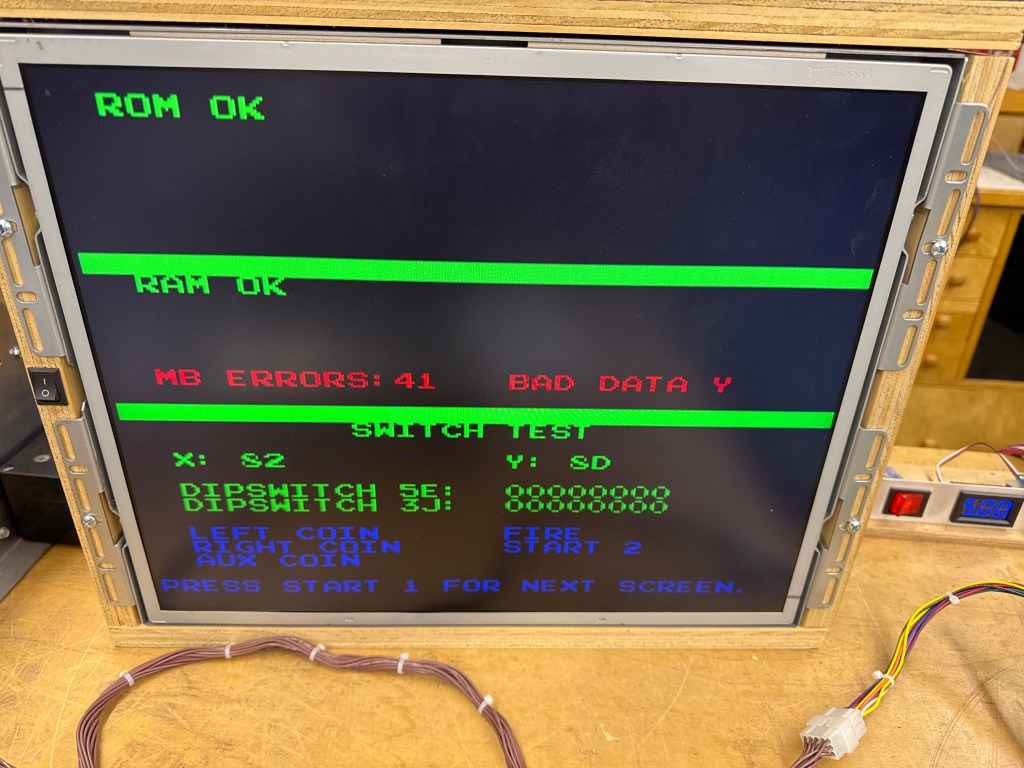 ROM OK
RAM OK
MB ERRORS: 41 BAD DATA Y
SWITCH TEST
X: 82 Y: 8D
DIPSWITCH 5E: 00000000
DIPSWITCH 3J: 00000000
LEFT COIN FIRE
RIGHT COIN START 2
AUX COIN
PRESS START 1 FOR NEXT SCREEN.
5.00